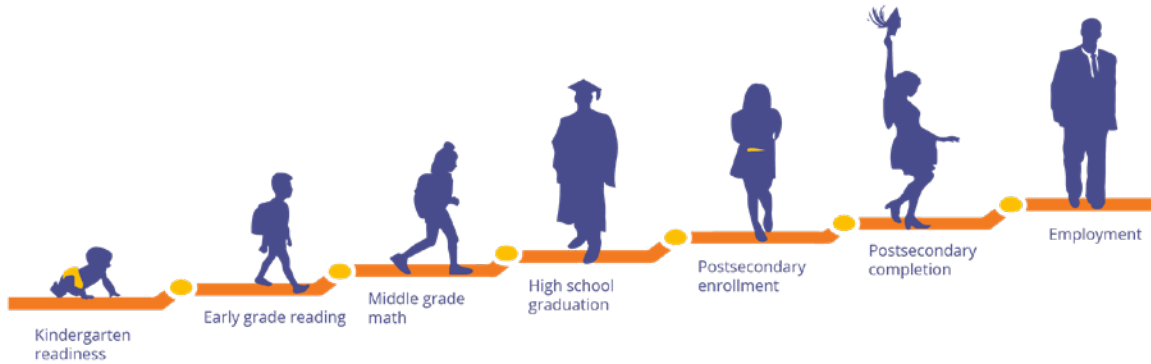 Kindergarten
readiness
Early grade reading
Middle grade
math
High school
graduation
Postsecondary
enrollment
Postsecondary
completion
Employment